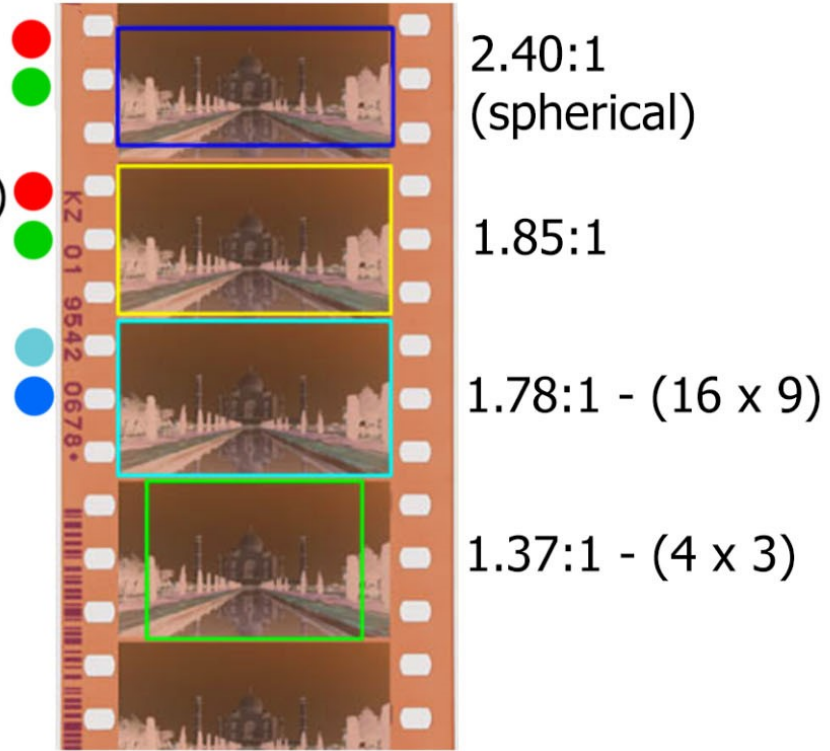 2.40:1
(spherical)
)
1.85:1
KZ 01 9542 0678*
1.78:1 - (16 x 9)
1.37:1 - (4 x 3)